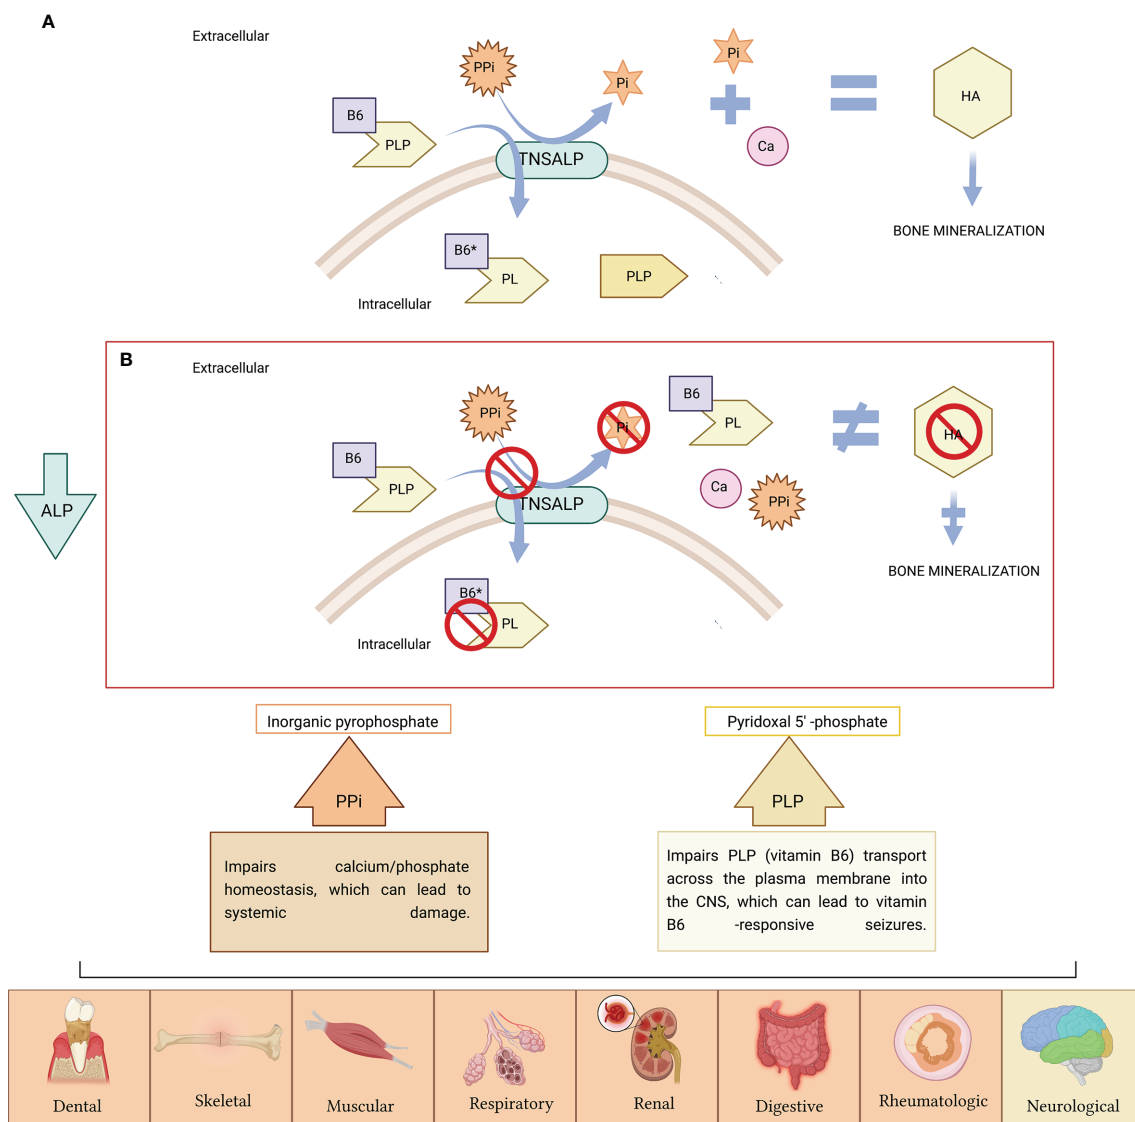 A
Extracellular
PPi
Pi
Pi
B6
PLP
TNSALP
Ca
HA
BONE MINERALIZATION
B6*
PL
PLP
Intracellular
B
Extracellular
PPi
Pi
B6
PL
HA
B6
PLP
TNSALP
Ca
PPi
ALP
BONE MINERALIZATION
B6*
PL
Intracellular
Inorganic pyrophosphate
PPi
Impairs calcium/phosphate
homeostasis, which can lead to
systemic damage.
Pyridoxal 5' -phosphate
PLP
Impairs PLP (vitamin B6) transport
across the plasma membrane into
the CNS, which can lead to vitamin
B6 -responsive seizures.
Dental
Skeletal
Muscular
Respiratory
Renal
Digestive
Rheumatologic
Neurological